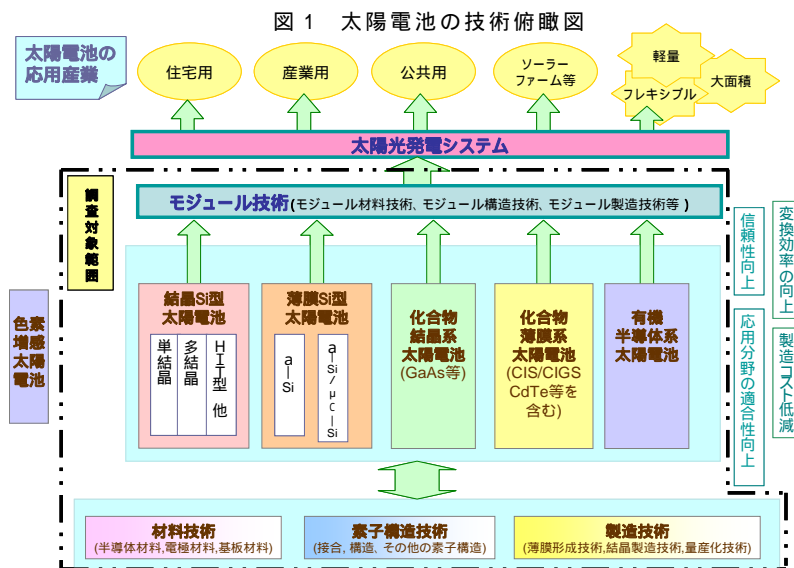 図1 太陽電池の技術俯瞰図
太陽電池の
応用産業
住宅用
産業用
公共用
ソーラー
ファーム等
軽量
フレキシブル
大面積
太陽光発電システム
調査対象範囲
モジュール技術(モジュール材料技術、モジュール構造技術、モジュール製造技術等)
信頼性向上
変換効率の向上
応用分野の適合性向上
製造コスト低減
色素
増感
太陽
電池
結晶Si型
太陽電池
単結晶
多結晶
HIT型 他
薄膜Si型
太陽電池
a-Si
a-Si/μC-Si
化合物
結晶系
太陽電池
(GaAs等)
化合物
薄膜系
太陽電池
(CIS/CIGS
CdTe等を
含む)
有機
半導体系
太陽電池
材料技術
(半導体材料,電極材料,基板材料)
素子構造技術
(接合,構造、その他の素子構造)
製造技術
(薄膜形成技術,結晶製造技術,量産化技術)